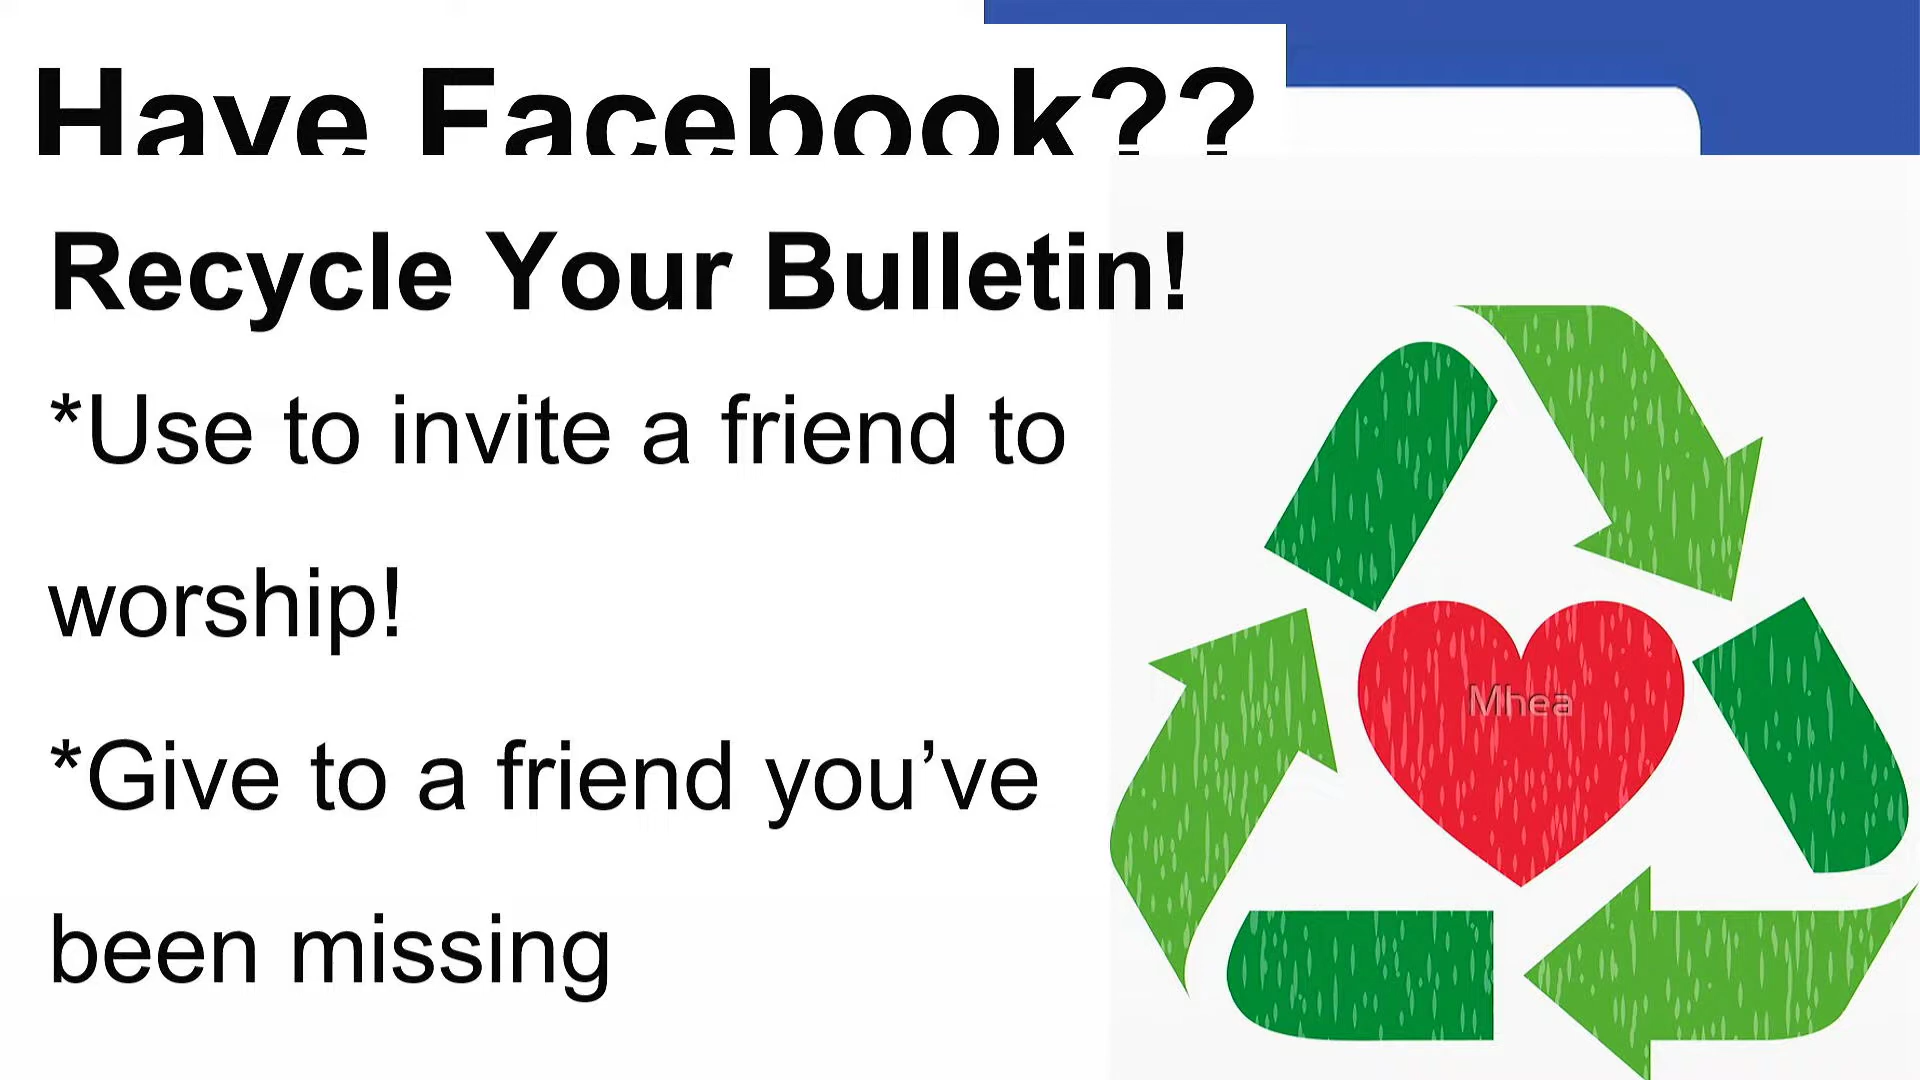 Have Facebook??
Recycle Your Bulletin!
*Use to invite a friend to
worship!
*Give to a friend you’ve
been missing
Mhea